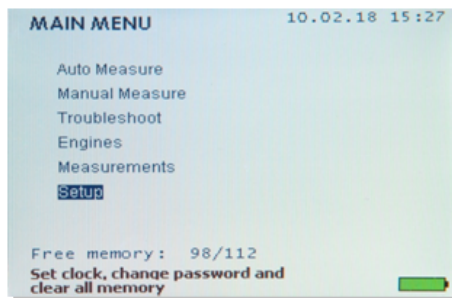 MAIN MENU 10.02.18 15:27
Auto Measure
Manual Measure
Troubleshoot
Engines
Measurements
Setup
Free memory: 98/112
Set clock, change password and
clear all memory